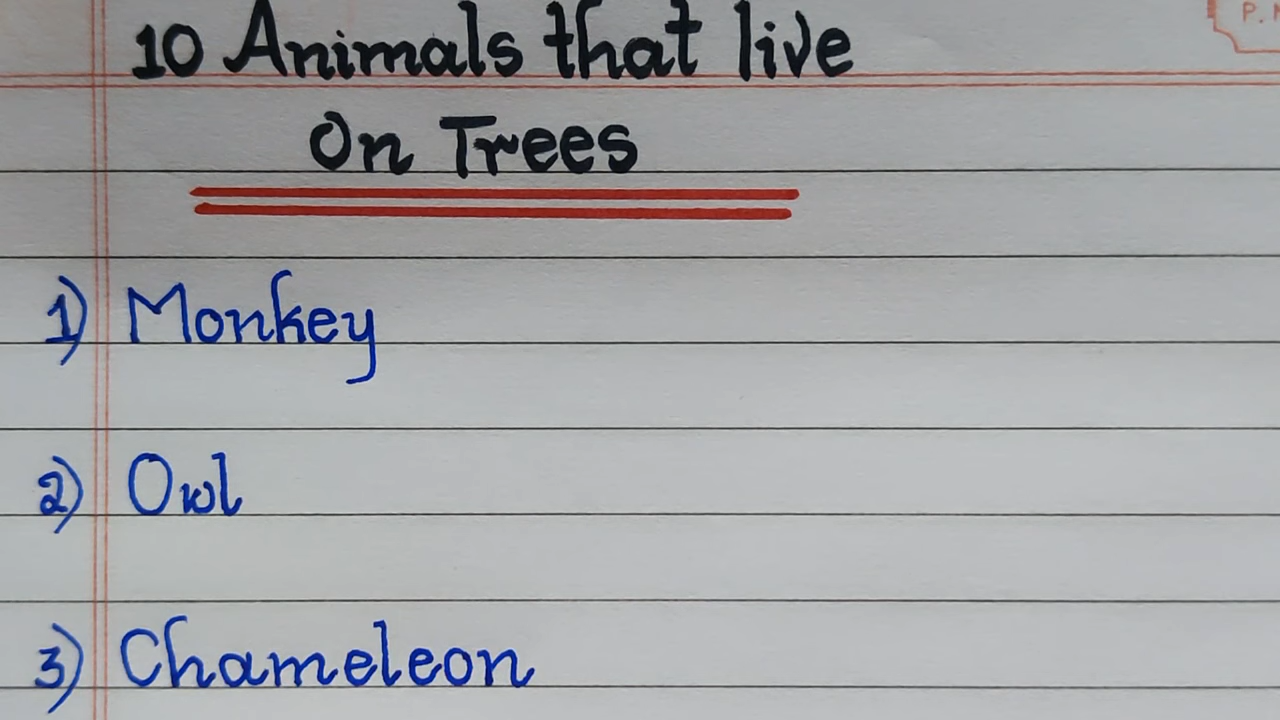 10 Animals that live
On Trees
1) Monkey
2) Owl
3) Chameleon